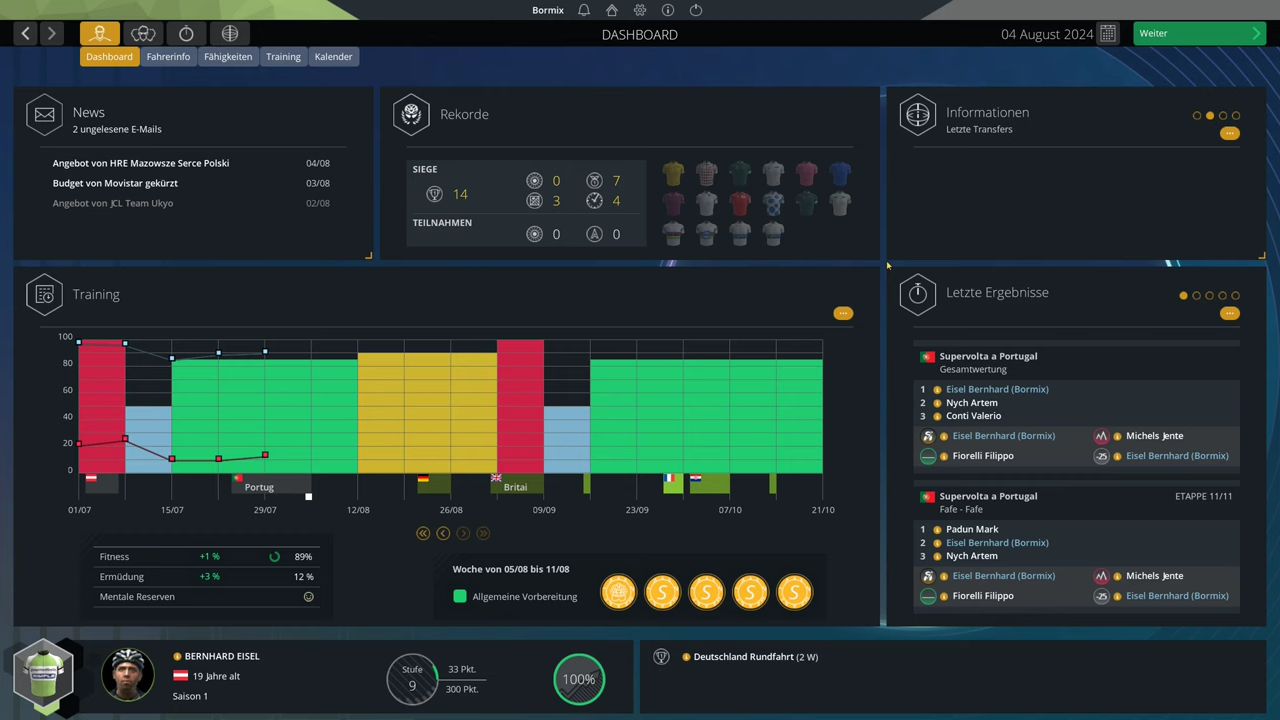 Bormix
DASHBOARD
04 August 2024
Weiter
Dashboard
Fahrerinfo
Fähigkeiten
Training
Kalender
News
2 ungelesene E-Mails
Angebot von HRE Mazowsze Serce Polski 04/08
Budget von Movistar gekürzt 03/08
Angebot von JCL Team Ukyo 02/08
Rekorde
SIEGE
14
0
7
3
4
TEILNAHMEN
0
0
Informationen
Letzte Transfers
Training
100
80
60
40
20
0
Portug
Britai
01/07 15/07 29/07 12/08 26/08 09/09 23/09 07/10 21/10
Fitness +1 % 89%
Ermüdung +3 % 12 %
Mentale Reserven
Woche von 05/08 bis 11/08
Allgemeine Vorbereitung
S S S S
Letzte Ergebnisse
Supervolta a Portugal
Gesamtwertung
1 Eisel Bernhard (Bormix)
2 Nych Artem
3 Conti Valerio
Eisel Bernhard (Bormix) Michels Jente
Fiorelli Filippo -25 Eisel Bernhard (Bormix)
Supervolta a Portugal ETAPPE 11/11
Fafe - Fafe
1 Padun Mark
2 Eisel Bernhard (Bormix)
3 Nych Artem
Eisel Bernhard (Bormix) Michels Jente
Fiorelli Filippo -25 Eisel Bernhard (Bormix)
BERNHARD EISEL
19 Jahre alt
Saison 1
Stufe
9
33 Pkt.
300 Pkt.
100%
Deutschland Rundfahrt (2 W)